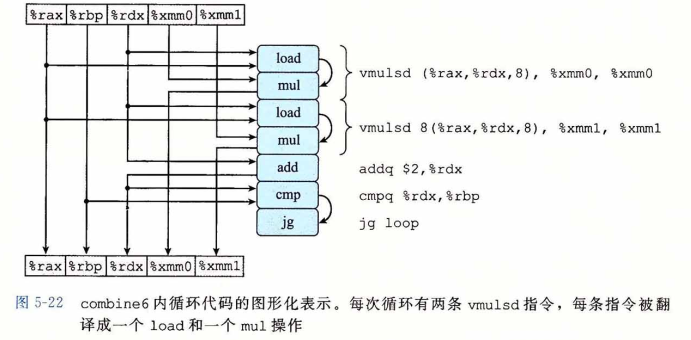 %rax %rbp %rdx %xmm0 %xmm1
load
mul
vmulsd (%rax,%rdx,8), %xmm0, %xmm0
load
mul
vmulsd 8(%rax,%rdx,8), %xmm1, %xmm1
add
addq $2,%rdx
cmp
cmpq %rdx,%rbp
jg
jg loop
%rax %rbp %rdx %xmm0 %xmm1
图 5-22 combine6 内循环代码的图形化表示。每次循环有两条 vmulsd 指令，每条指令被翻
译成一个 load 和一个 mul 操作